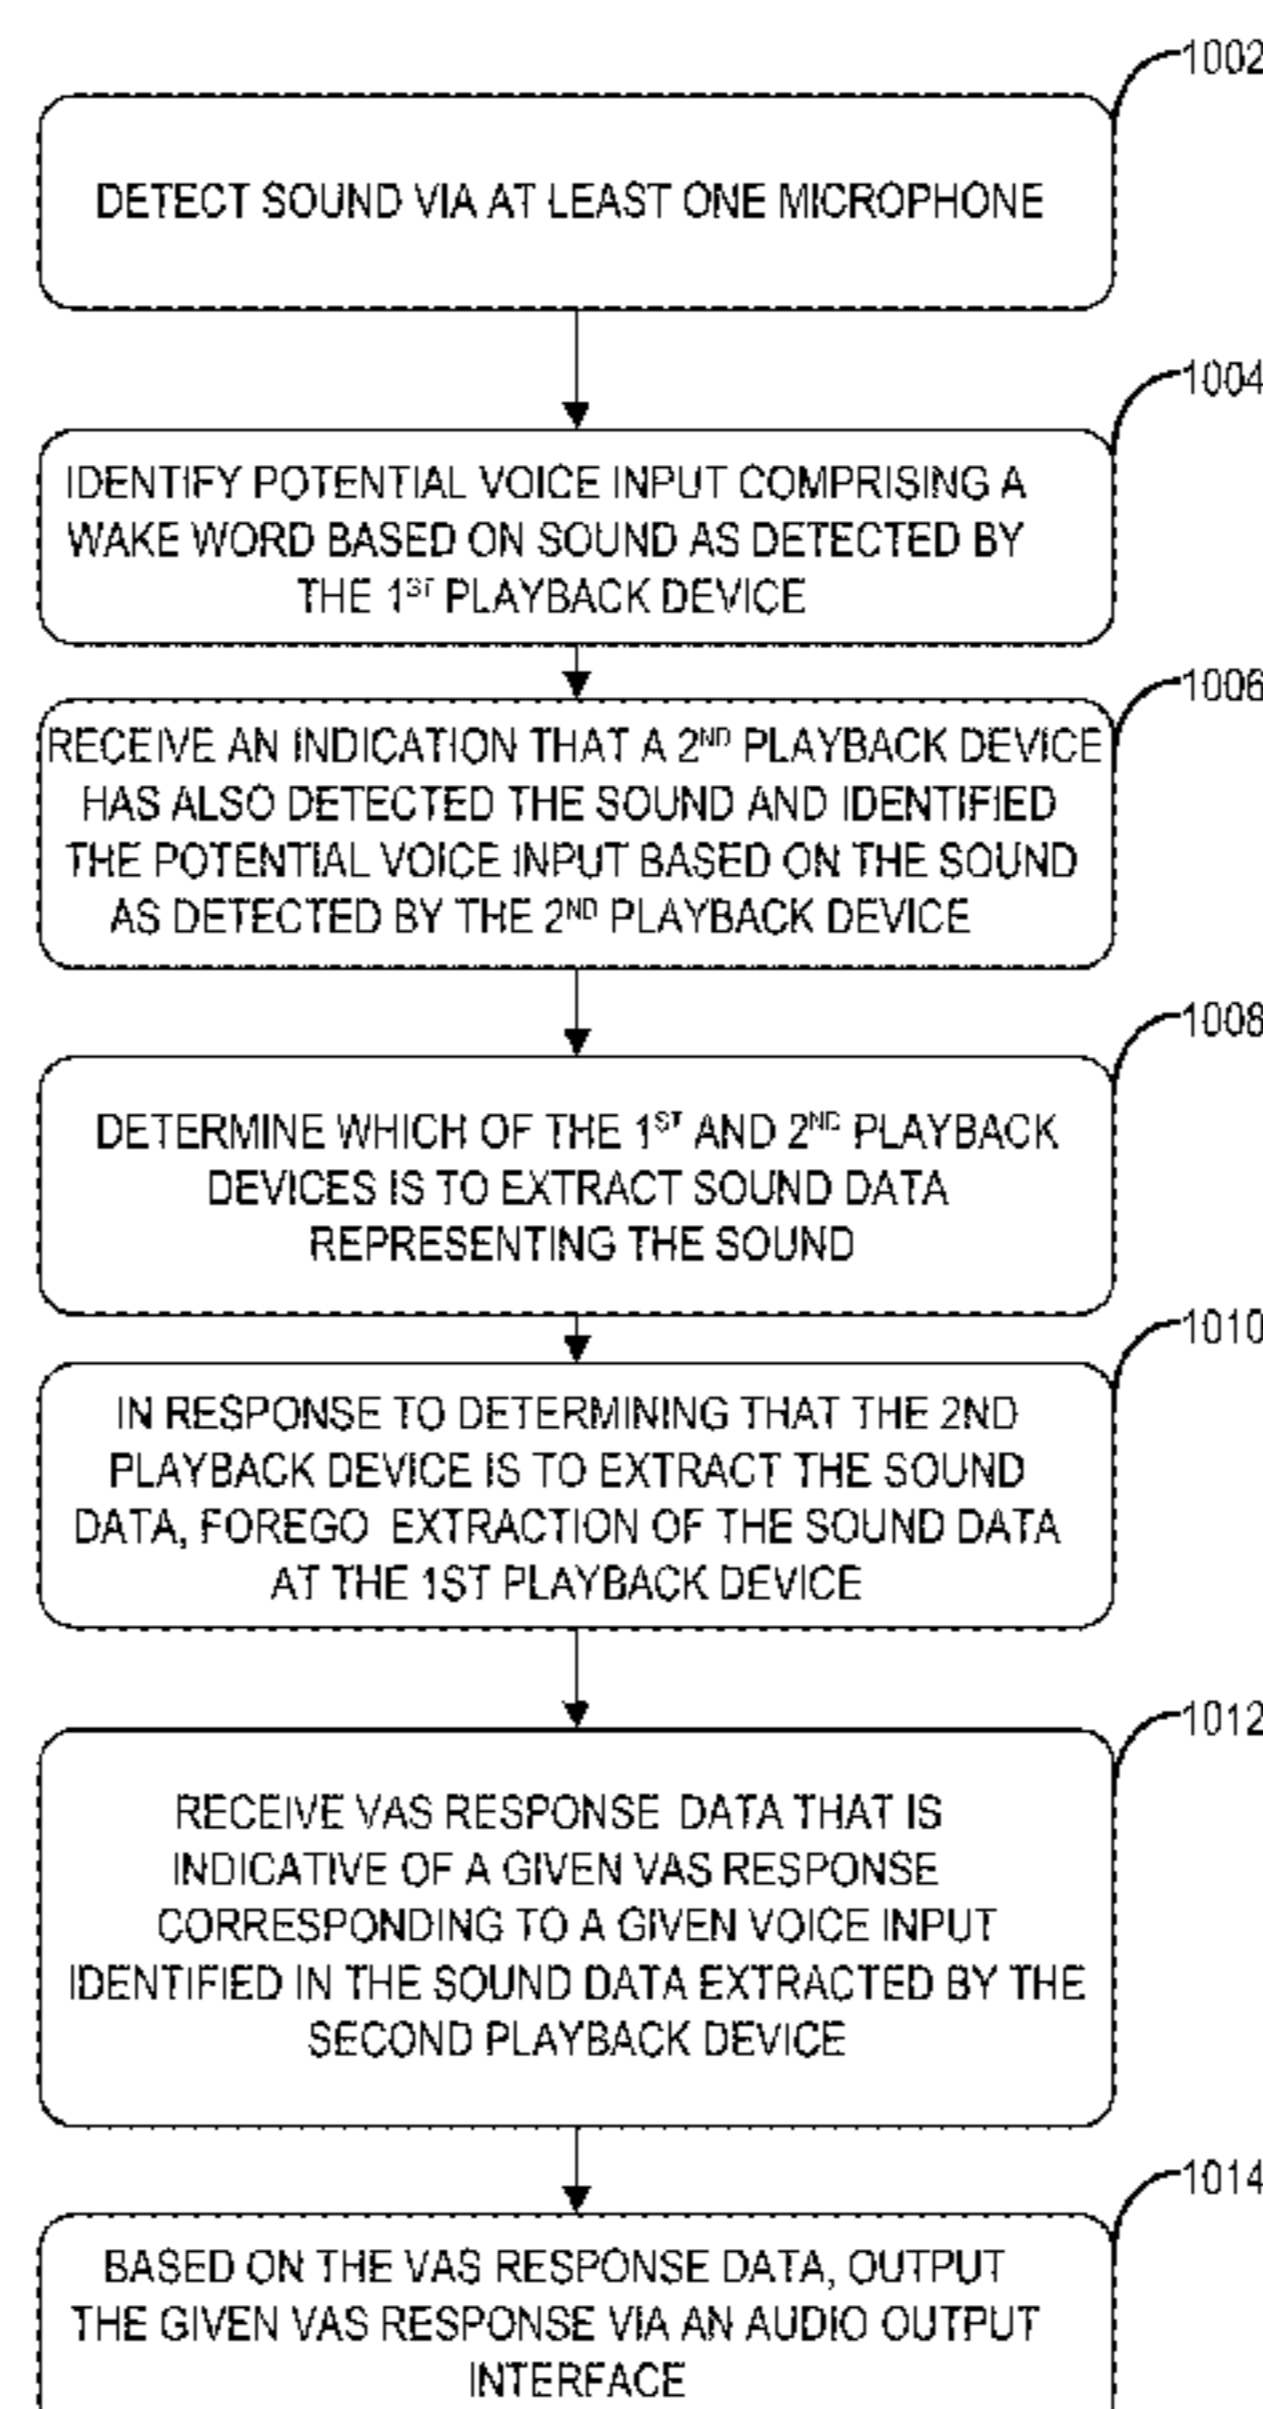 1002
DETECT SOUND VIA AT LEAST ONE MICROPHONE
1004
IDENTIFY POTENTIAL VOICE INPUT COMPRISING A
WAKE WORD BASED ON SOUND AS DETECTED BY
THE 1ST PLAYBACK DEVICE
1006
RECEIVE AN INDICATION THAT A 2ND PLAYBACK DEVICE
HAS ALSO DETECTED THE SOUND AND IDENTIFIED
THE POTENTIAL VOICE INPUT BASED ON THE SOUND
AS DETECTED BY THE 2ND PLAYBACK DEVICE
1008
DETERMINE WHICH OF THE 1ST AND 2ND PLAYBACK
DEVICES IS TO EXTRACT SOUND DATA
REPRESENTING THE SOUND
1010
IN RESPONSE TO DETERMINING THAT THE 2ND
PLAYBACK DEVICE IS TO EXTRACT THE SOUND
DATA, FOREGO EXTRACTION OF THE SOUND DATA
AT THE 1ST PLAYBACK DEVICE
1012
RECEIVE VAS RESPONSE DATA THAT IS
INDICATIVE OF A GIVEN VAS RESPONSE
CORRESPONDING TO A GIVEN VOICE INPUT
IDENTIFIED IN THE SOUND DATA EXTRACTED BY THE
SECOND PLAYBACK DEVICE
1014
BASED ON THE VAS RESPONSE DATA, OUTPUT
THE GIVEN VAS RESPONSE VIA AN AUDIO OUTPUT
INTERFACE